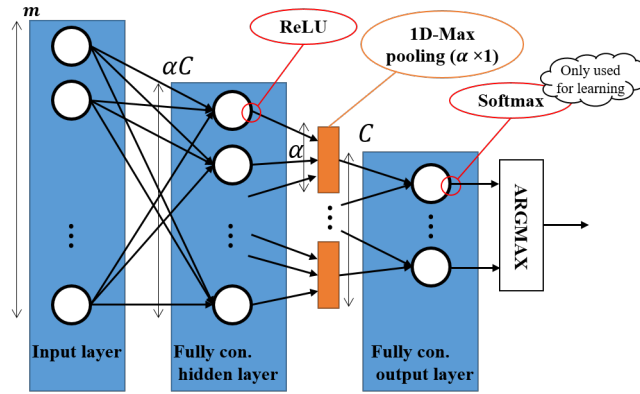 m
ReLU
1D-Max
pooling (α ×1)
Only used
for learning
Softmax
αC
α
C
ARGMAX
Input layer
Fully con.
hidden layer
Fully con.
output layer